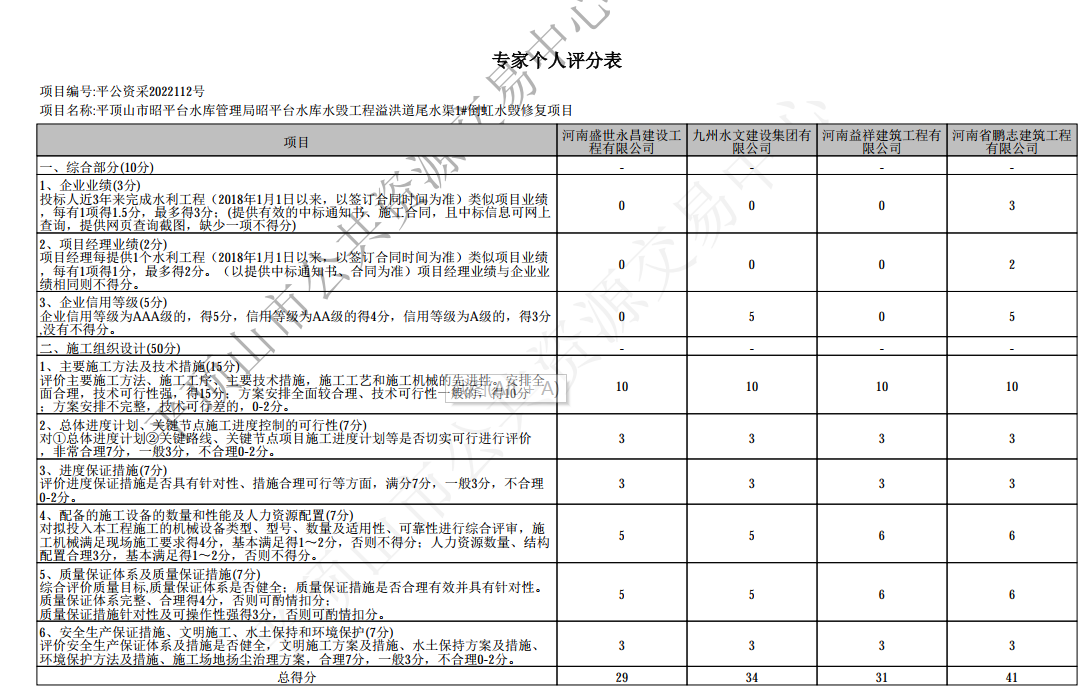 专家个人评分表
项目编号:平公资采2022112号
项目名称:平顶山市昭平台水库管理局昭平台水库水毁工程溢洪道尾水渠1#倒虹水毁修复项目
项目 河南盛世永昌建设工程有限公司 九州水文建设集团有限公司 河南益祥建筑工程有限公司 河南省鹏志建筑工程有限公司
一、综合部分(10分) - - - -
1、企业业绩(3分)
投标人近3年来完成水利工程（2018年1月1日以来，以签订合同时间为准）类似项目业绩
，每有1项得1.5分，最多得3分；(提供有效的中标通知书、施工合同，且中标信息可网上
查询，提供网页查询截图，缺少一项不得分)
0 0 0 3
2、项目经理业绩(2分)
项目经理每提供1个水利工程（2018年1月1日以来，以签订合同时间为准）类似项目业绩
，每有1项得1分，最多得2分。（以提供中标通知书、合同为准）项目经理业绩与企业业
绩相同则不得分。
0 0 0 2
3、企业信用等级(5分)
企业信用等级为AAA级的，得5分，信用等级为AA级的得4分，信用等级为A级的，得3分
,没有不得分。
0 5 0 5
二、施工组织设计(50分) - - - -
1、主要施工方法及技术措施(15分)
评价主要施工方法、施工工序、主要技术措施，施工工艺和施工机械的先进性。安排全
面合理，技术可行性强，得15分；方案安排全面较合理、技术可行性一般的，得10分
；方案安排不完整，技术可行差的，0-2分。
10 10 10 10
2、总体进度计划、关键节点施工进度控制的可行性(7分)
对①总体进度计划②关键路线、关键节点项目施工进度计划等是否切实可行进行评价
，非常合理7分，一般3分，不合理0-2分。
3 3 3 3
3、进度保证措施(7分)
评价进度保证措施是否具有针对性、措施合理可行等方面，满分7分，一般3分，不合理
0-2分。
3 3 3 3
4、配备的施工设备的数量和性能及人力资源配置(7分)
对拟投入本工程施工的机械设备类型、型号、数量及适用性、可靠性进行综合评审，施
工机械满足现场施工要求得4分，基本满足得1～2分，否则不得分；人力资源数量、结构
配置合理3分，基本满足得1～2分，否则不得分。
5 5 6 6
5、质量保证体系及质量保证措施(7分)
综合评价质量目标,质量保证体系是否健全；质量保证措施是否合理有效并具有针对性。
质量保证体系完整、合理得4分，否则可酌情扣分；
质量保证措施针对性及可操作性强得3分，否则可酌情扣分。
5 5 6 6
6、安全生产保证措施、文明施工、水土保持和环境保护(7分)
评价安全生产保证体系及措施是否健全，文明施工方案及措施、水土保持方案及措施、
环境保护方法及措施、施工场地扬尘治理方案，合理7分，一般3分，不合理0-2分。
3 3 3 3
总得分 29 34 31 41
平顶山市公共资源交易中心
平顶山市公共资源交易中心